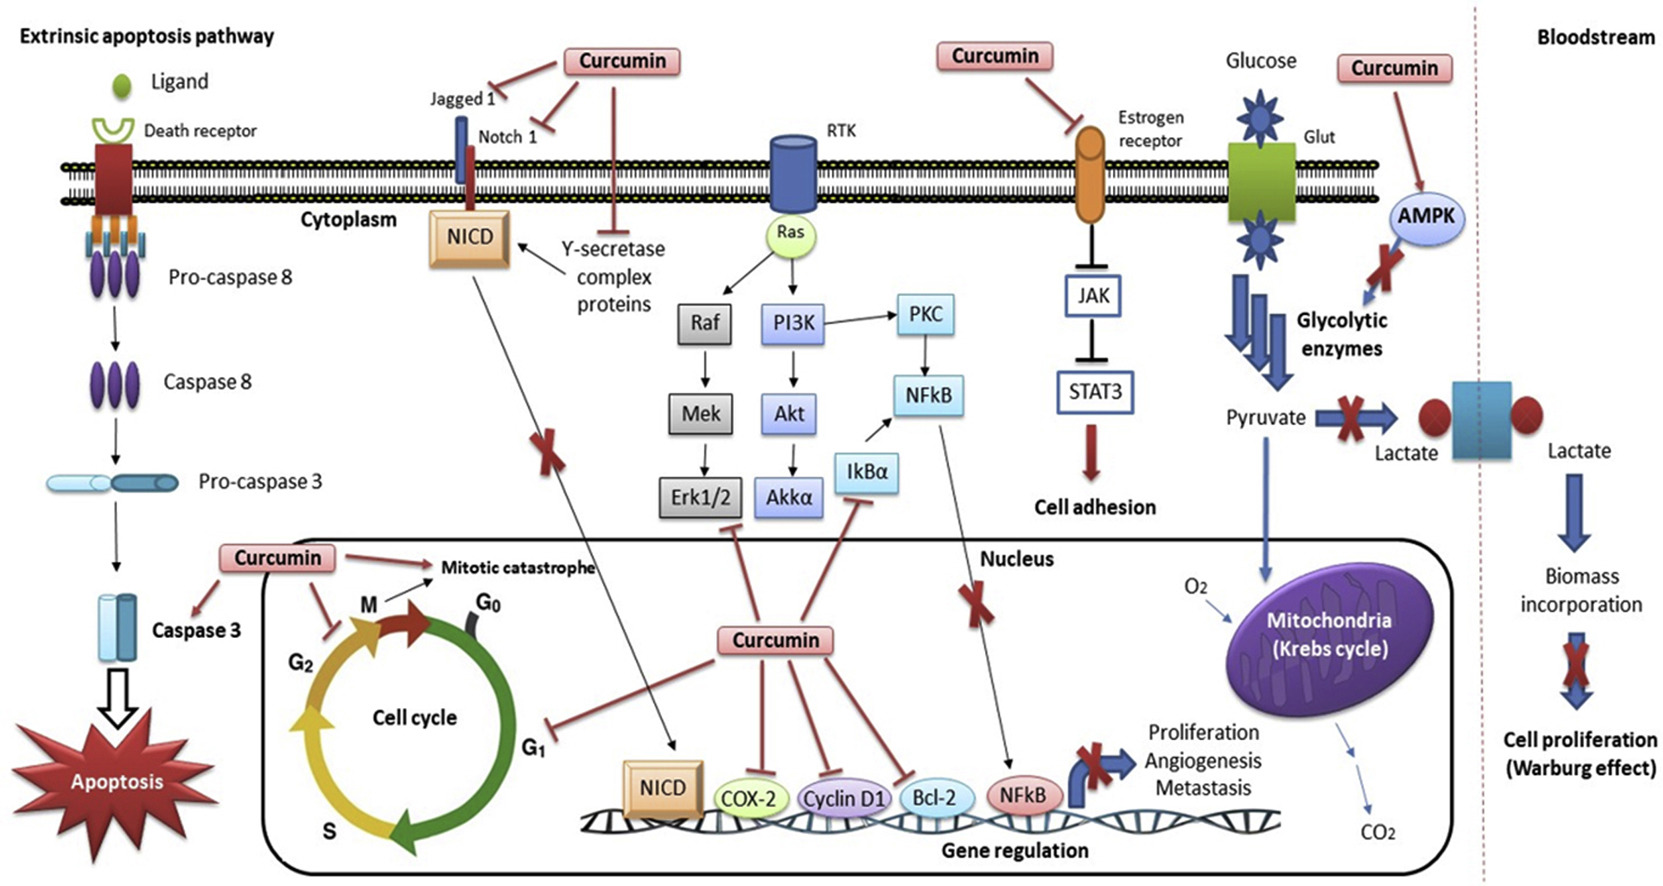 Extrinsic apoptosis pathway
Ligand
Death receptor
Pro-caspase 8
Caspase 8
Pro-caspase 3
Caspase 3
Apoptosis
Cytoplasm
Curcumin
Jagged 1
Notch 1
NICD
Y-secretase
complex
proteins
RTK
Ras
Raf
PI3K
PKC
Mek
Akt
NFkB
IkBα
Erk1/2
Akkα
Curcumin
Estrogen
receptor
JAK
STAT3
Cell adhesion
Glucose
Curcumin
Glut
AMPK
Glycolytic
enzymes
Pyruvate
Lactate
Bloodstream
Lactate
Biomass
incorporation
Cell proliferation
(Warburg effect)
Curcumin
Mitotic catastrophe
M
G0
G2
Cell cycle
G1
S
Nucleus
Curcumin
NICD
COX-2
Cyclin D1
Bcl-2
NFkB
Proliferation
Angiogenesis
Metastasis
Gene regulation
O2
Mitochondria
(Krebs cycle)
CO2